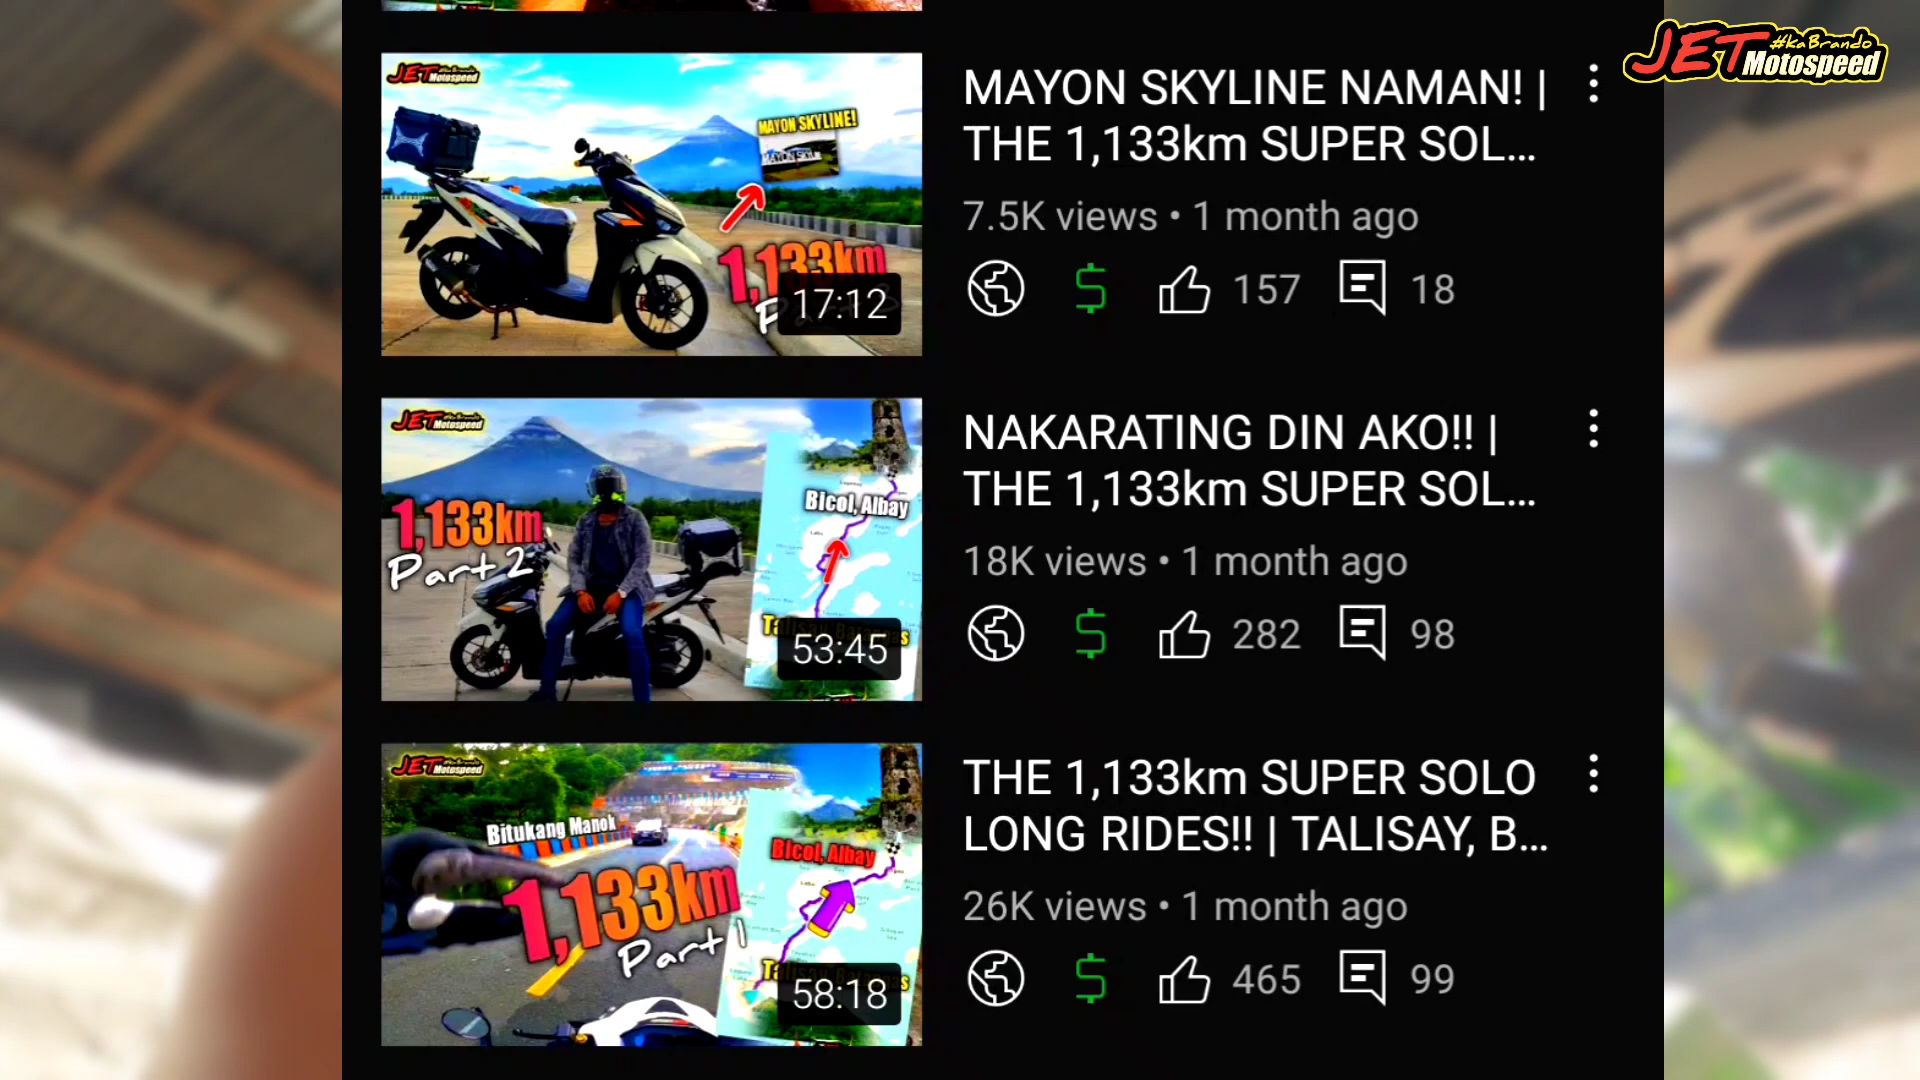 JET #KaBrando
Motospeed
JET #KaBrando
Motospeed
MAYON SKYLINE!
1,133km
17:12
MAYON SKYLINE NAMAN! |
THE 1,133km SUPER SOL...
7.5K views • 1 month ago
157 18
JET #KaBrando
Motospeed
1,133km
Part 2
Bicol, Albay
53:45
NAKARATING DIN AKO!! |
THE 1,133km SUPER SOL...
18K views • 1 month ago
282 98
JET #KaBrando
Motospeed
Bitukang Manok
1,133km
Part 1
Bicol, Albay
58:18
THE 1,133km SUPER SOLO
LONG RIDES!! | TALISAY, B...
26K views • 1 month ago
465 99